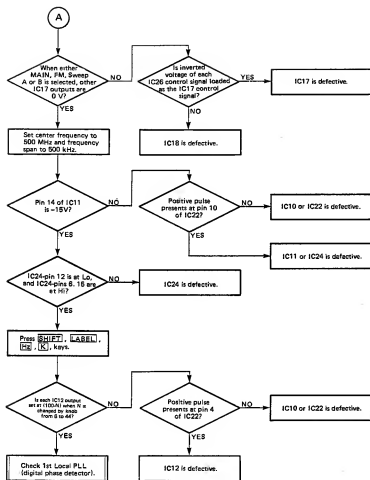 A
When either
MAIN, FM, Sweep
A or B is selected, other
IC17 outputs are
0 V?
NO
YES
Is inverted
voltage of each
IC26 control signal loaded
as the IC17 control
signal?
YES
NO
IC17 is defective.
IC18 is defective.
Set center frequency to
500 MHz and frequency
span to 500 kHz.
Pin 14 of IC11
is -15V?
NO
YES
Positive pulse
presents at pin 10
of IC22?
NO
YES
IC10 or IC22 is defective.
IC11 or IC24 is defective.
IC24-pin 12 is at Lo,
and IC24-pins 6, 16 are
at Hi?
NO
YES
IC24 is defective.
Press SHIFT, LABEL,
Hz, K, keys.
Is each IC12 output
set at (100-N) when N is
changed by knob
from 6 to 44?
NO
YES
Positive pulse
presents at pin 4
of IC22?
NO
YES
IC10 or IC22 is defective.
Check 1st Local PLL
(digital phase detector).
IC12 is defective.